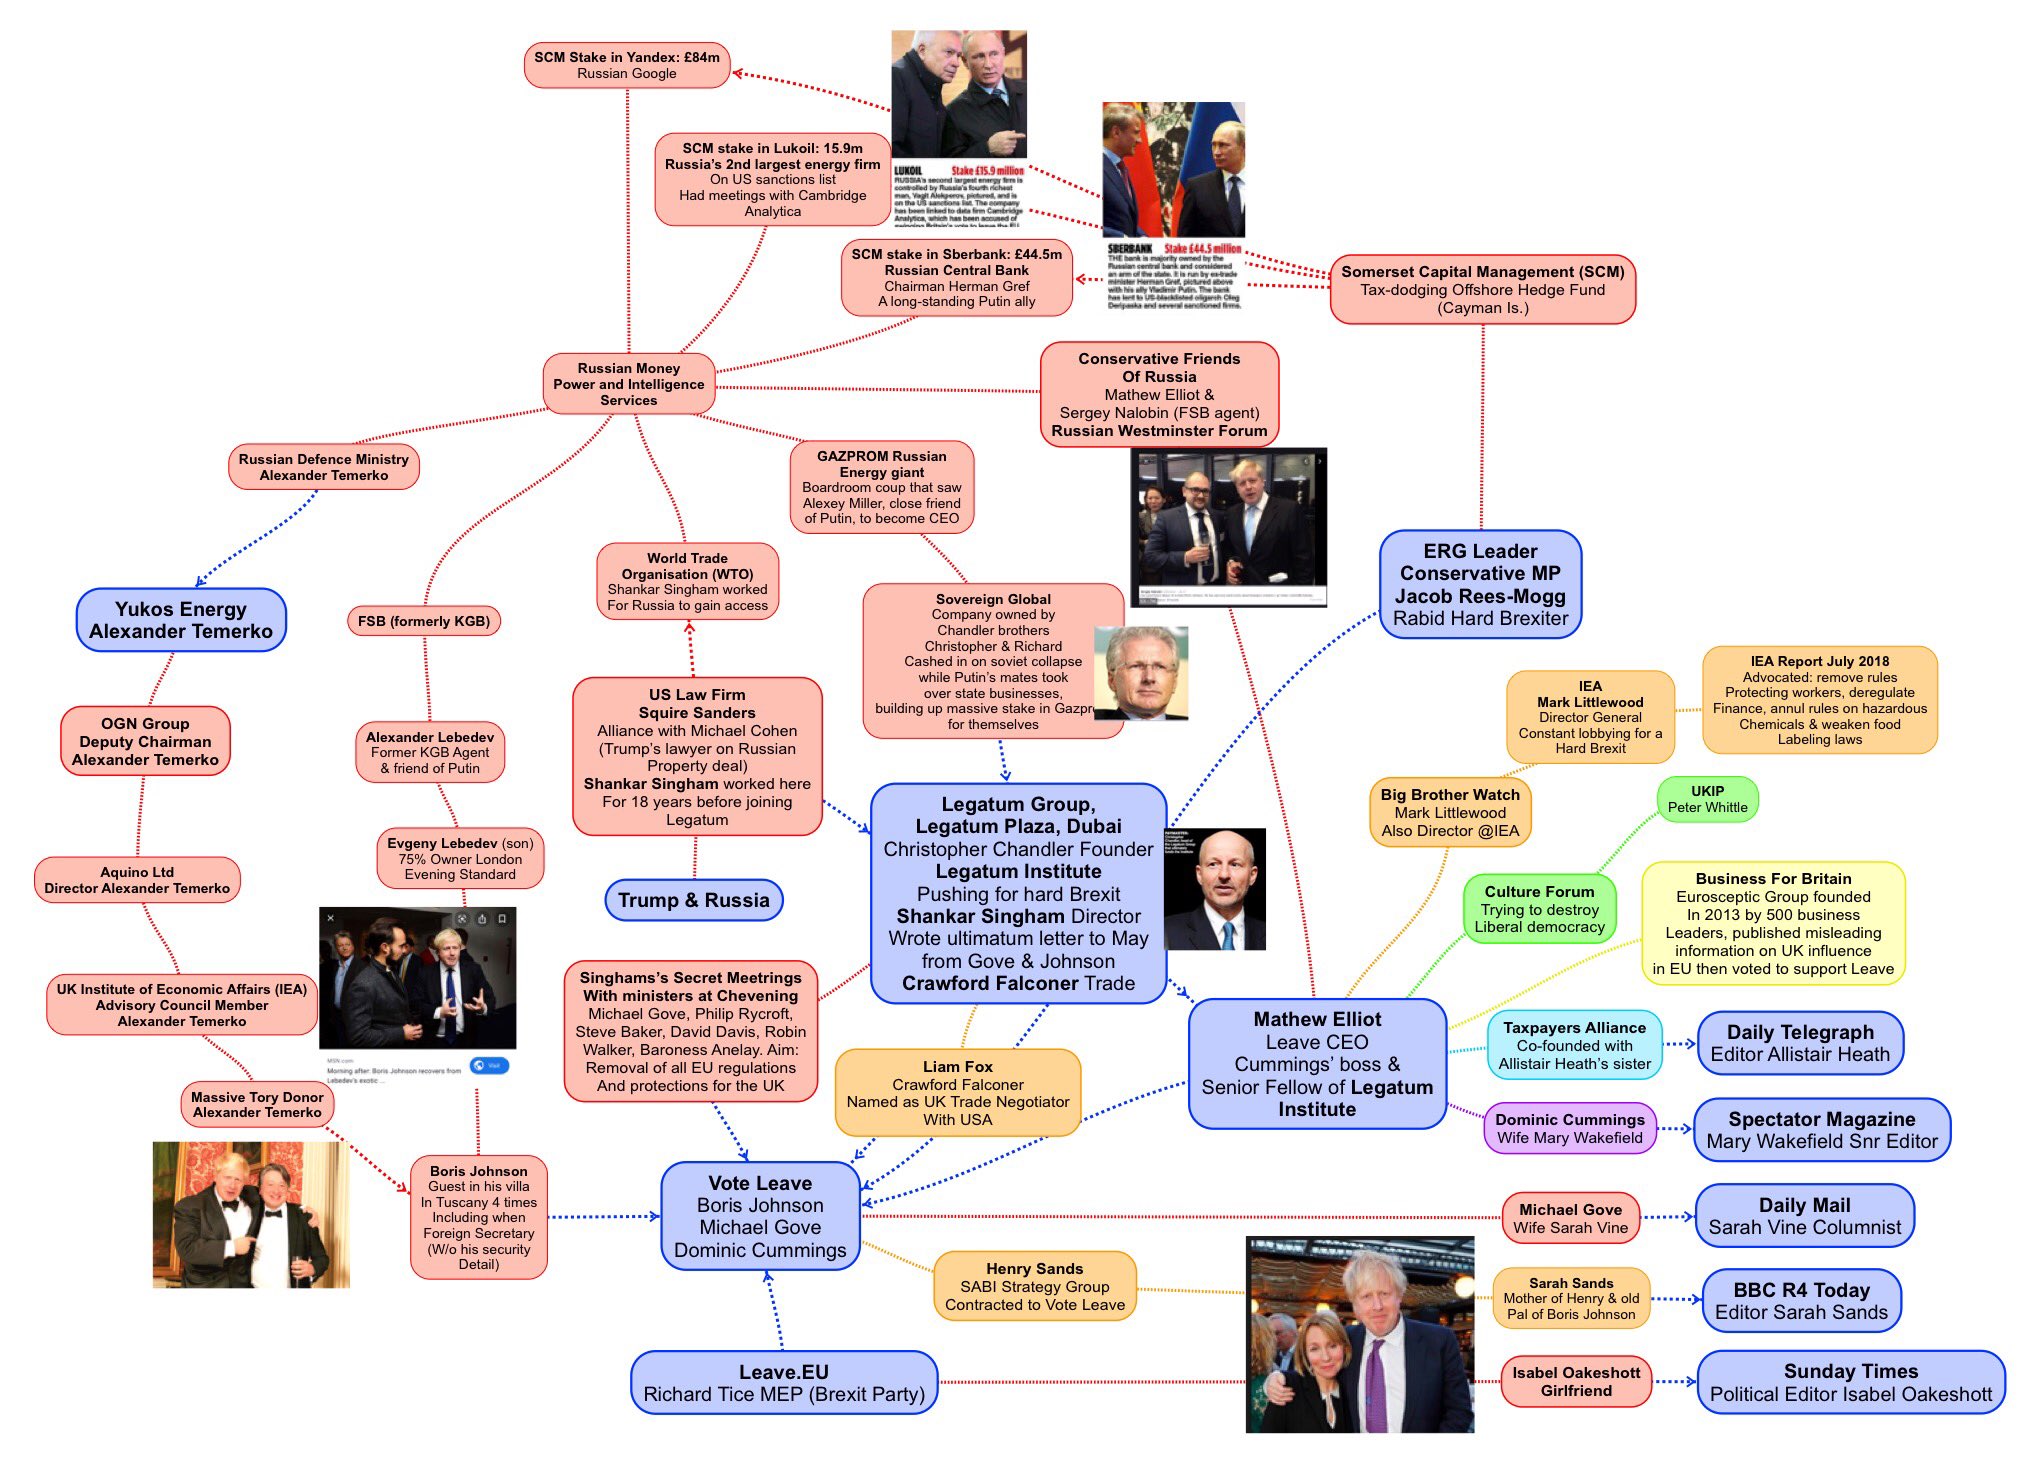 SCM Stake in Yandex: £84m
Russian Google
SCM stake in Lukoil: 15.9m
Russia's 2nd largest energy firm
On US sanctions list
Had meetings with Cambridge
Analytica
LUKOIL Stake £15.9 million
RUSSIA's second largest energy firm is
controlled by Russia's fourth richest
man, Vagit Alekperov, pictured, and is
on the US sanctions list. The company
has been linked to data firm Cambridge
Analytica, which has been accused of
swinging Britain's vote to leave the EU
SCM stake in Sberbank: £44.5m
Russian Central Bank
Chairman Herman Gref
A long-standing Putin ally
SBERBANK Stake £44.5 million
THE bank is majority owned by the
Russian central bank and considered
an arm of the state. It is run by ex-trade
minister Herman Gref, pictured above
with his ally Vladimir Putin. The bank
has lent to US-blacklisted oligarch Oleg
Deripaska and several sanctioned firms.
Somerset Capital Management (SCM)
Tax-dodging Offshore Hedge Fund
(Cayman Is.)
Russian Money
Power and Intelligence
Services
Conservative Friends
Of Russia
Mathew Elliot &
Sergey Nalobin (FSB agent)
Russian Westminster Forum
Russian Defence Ministry
Alexander Temerko
GAZPROM Russian
Energy giant
Boardroom coup that saw
Alexey Miller, close friend
of Putin, to become CEO
ERG Leader
Conservative MP
Jacob Rees-Mogg
Rabid Hard Brexiter
World Trade
Organisation (WTO)
Shankar Singham worked
For Russia to gain access
Yukos Energy
Alexander Temerko
FSB (formerly KGB)
Sovereign Global
Company owned by
Chandler brothers
Christopher & Richard
Cashed in on soviet collapse
while Putin's mates took
over state businesses,
building up massive stake in Gazpr
for themselves
IEA
Mark Littlewood
Director General
Constant lobbying for a
Hard Brexit
IEA Report July 2018
Advocated: remove rules
Protecting workers, deregulate
Finance, annul rules on hazardous
Chemicals & weaken food
Labeling laws
US Law Firm
Squire Sanders
Alliance with Michael Cohen
(Trump's lawyer on Russian
Property deal)
Shankar Singham worked here
For 18 years before joining
Legatum
OGN Group
Deputy Chairman
Alexander Temerko
Alexander Lebedev
Former KGB Agent
& friend of Putin
Big Brother Watch
Mark Littlewood
Also Director @IEA
UKIP
Peter Whittle
Legatum Group,
Legatum Plaza, Dubai
Christopher Chandler Founder
Legatum Institute
Pushing for hard Brexit
Shankar Singham Director
Wrote ultimatum letter to May
from Gove & Johnson
Crawford Falconer Trade
Evgeny Lebedev (son)
75% Owner London
Evening Standard
Aquino Ltd
Director Alexander Temerko
Trump & Russia
Culture Forum
Trying to destroy
Liberal democracy
Business For Britain
Eurosceptic Group founded
In 2013 by 500 business
Leaders, published misleading
information on UK influence
in EU then voted to support Leave
UK Institute of Economic Affairs (IEA)
Advisory Council Member
Alexander Temerko
MSN.com
Visit
Morning after: Boris Johnson recovers from
Lebedev's exotic ...
Singhams's Secret Meetrings
With ministers at Chevening
Michael Gove, Philip Rycroft,
Steve Baker, David Davis, Robin
Walker, Baroness Anelay. Aim:
Removal of all EU regulations
And protections for the UK
Mathew Elliot
Leave CEO
Cummings' boss &
Senior Fellow of Legatum
Institute
Taxpayers Alliance
Co-founded with
Allistair Heath's sister
Daily Telegraph
Editor Allistair Heath
Liam Fox
Crawford Falconer
Named as UK Trade Negotiator
With USA
Massive Tory Donor
Alexander Temerko
Dominic Cummings
Wife Mary Wakefield
Spectator Magazine
Mary Wakefield Snr Editor
Boris Johnson
Guest in his villa
In Tuscany 4 times
Including when
Foreign Secretary
(W/o his security
Detail)
Vote Leave
Boris Johnson
Michael Gove
Dominic Cummings
Michael Gove
Wife Sarah Vine
Daily Mail
Sarah Vine Columnist
Henry Sands
SABI Strategy Group
Contracted to Vote Leave
Sarah Sands
Mother of Henry & old
Pal of Boris Johnson
BBC R4 Today
Editor Sarah Sands
Leave.EU
Richard Tice MEP (Brexit Party)
Isabel Oakeshott
Girlfriend
Sunday Times
Political Editor Isabel Oakeshott